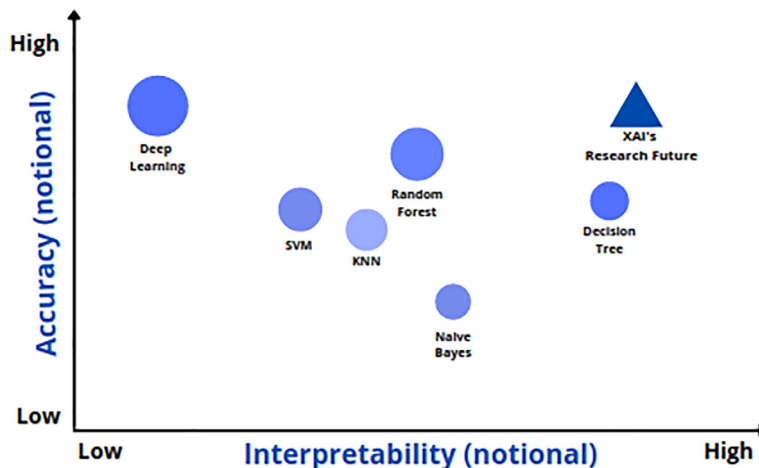 High
Accuracy (notional)
Low
Deep
Learning
SVM
KNN
Random
Forest
Naive
Bayes
XAI's
Research Future
Decision
Tree
Low
Interpretability (notional)
High